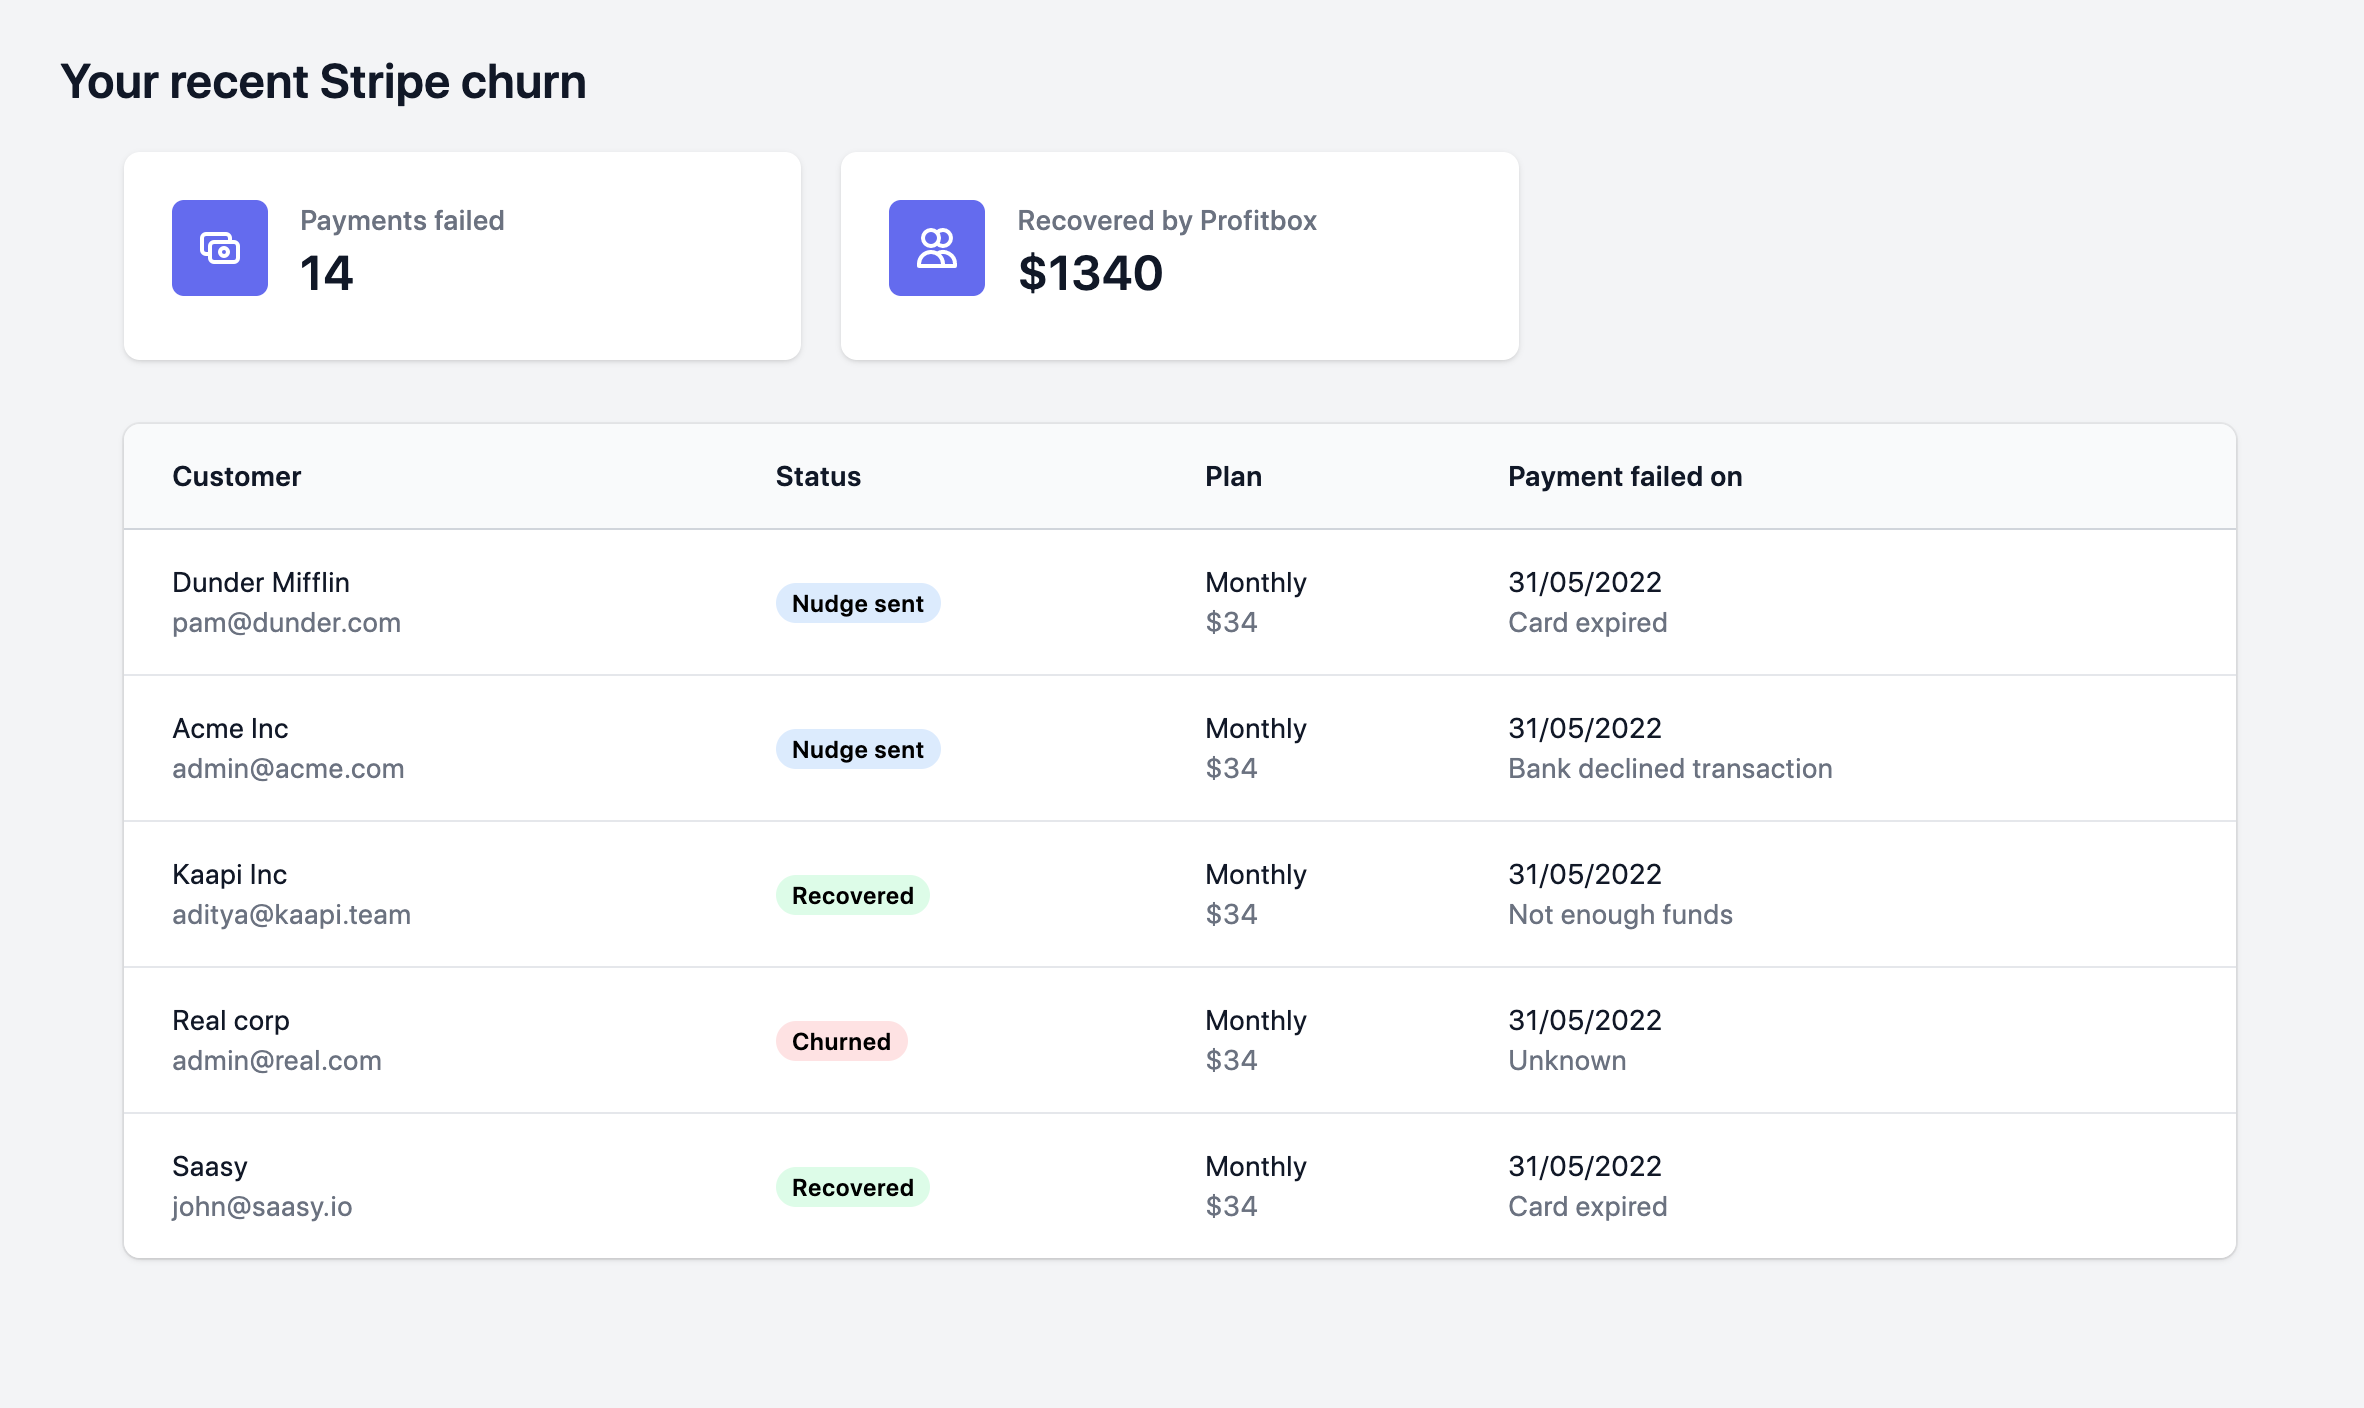 Your recent Stripe churn
Payments failed
14
Recovered by Profitbox
$1340
Customer Status Plan Payment failed on
Dunder Mifflin Nudge sent Monthly 31/05/2022
pam@dunder.com $34 Card expired
Acme Inc Nudge sent Monthly 31/05/2022
admin@acme.com $34 Bank declined transaction
Kaapi Inc Recovered Monthly 31/05/2022
aditya@kaapi.team $34 Not enough funds
Real corp Churned Monthly 31/05/2022
admin@real.com $34 Unknown
Saasy Recovered Monthly 31/05/2022
john@saasy.io $34 Card expired